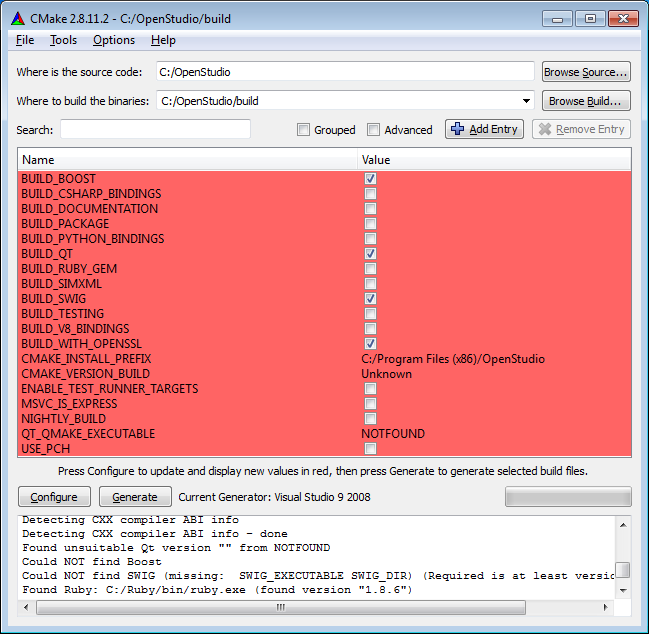 CMake 2.8.11.2 - C:/OpenStudio/build
File Tools Options Help
Where is the source code: C:/OpenStudio Browse Source...
Where to build the binaries: C:/OpenStudio/build Browse Build...
Search: Grouped Advanced Add Entry Remove Entry
Name Value
BUILD_BOOST
BUILD_CSHARP_BINDINGS
BUILD_DOCUMENTATION
BUILD_PACKAGE
BUILD_PYTHON_BINDINGS
BUILD_QT
BUILD_RUBY_GEM
BUILD_SIMXML
BUILD_SWIG
BUILD_TESTING
BUILD_V8_BINDINGS
BUILD_WITH_OPENSSL
CMAKE_INSTALL_PREFIX C:/Program Files (x86)/OpenStudio
CMAKE_VERSION_BUILD Unknown
ENABLE_TEST_RUNNER_TARGETS
MSVC_IS_EXPRESS
NIGHTLY_BUILD
QT_QMAKE_EXECUTABLE NOTFOUND
USE_PCH
Press Configure to update and display new values in red, then press Generate to generate selected build files.
Configure Generate Current Generator: Visual Studio 9 2008
Detecting CXX compiler ABI info
Detecting CXX compiler ABI info - done
Found unsuitable Qt version "" from NOTFOUND
Could NOT find Boost
Could NOT find SWIG (missing: SWIG_EXECUTABLE SWIG_DIR) (Required is at least versio
Found Ruby: C:/Ruby/bin/ruby.exe (found version "1.8.6")